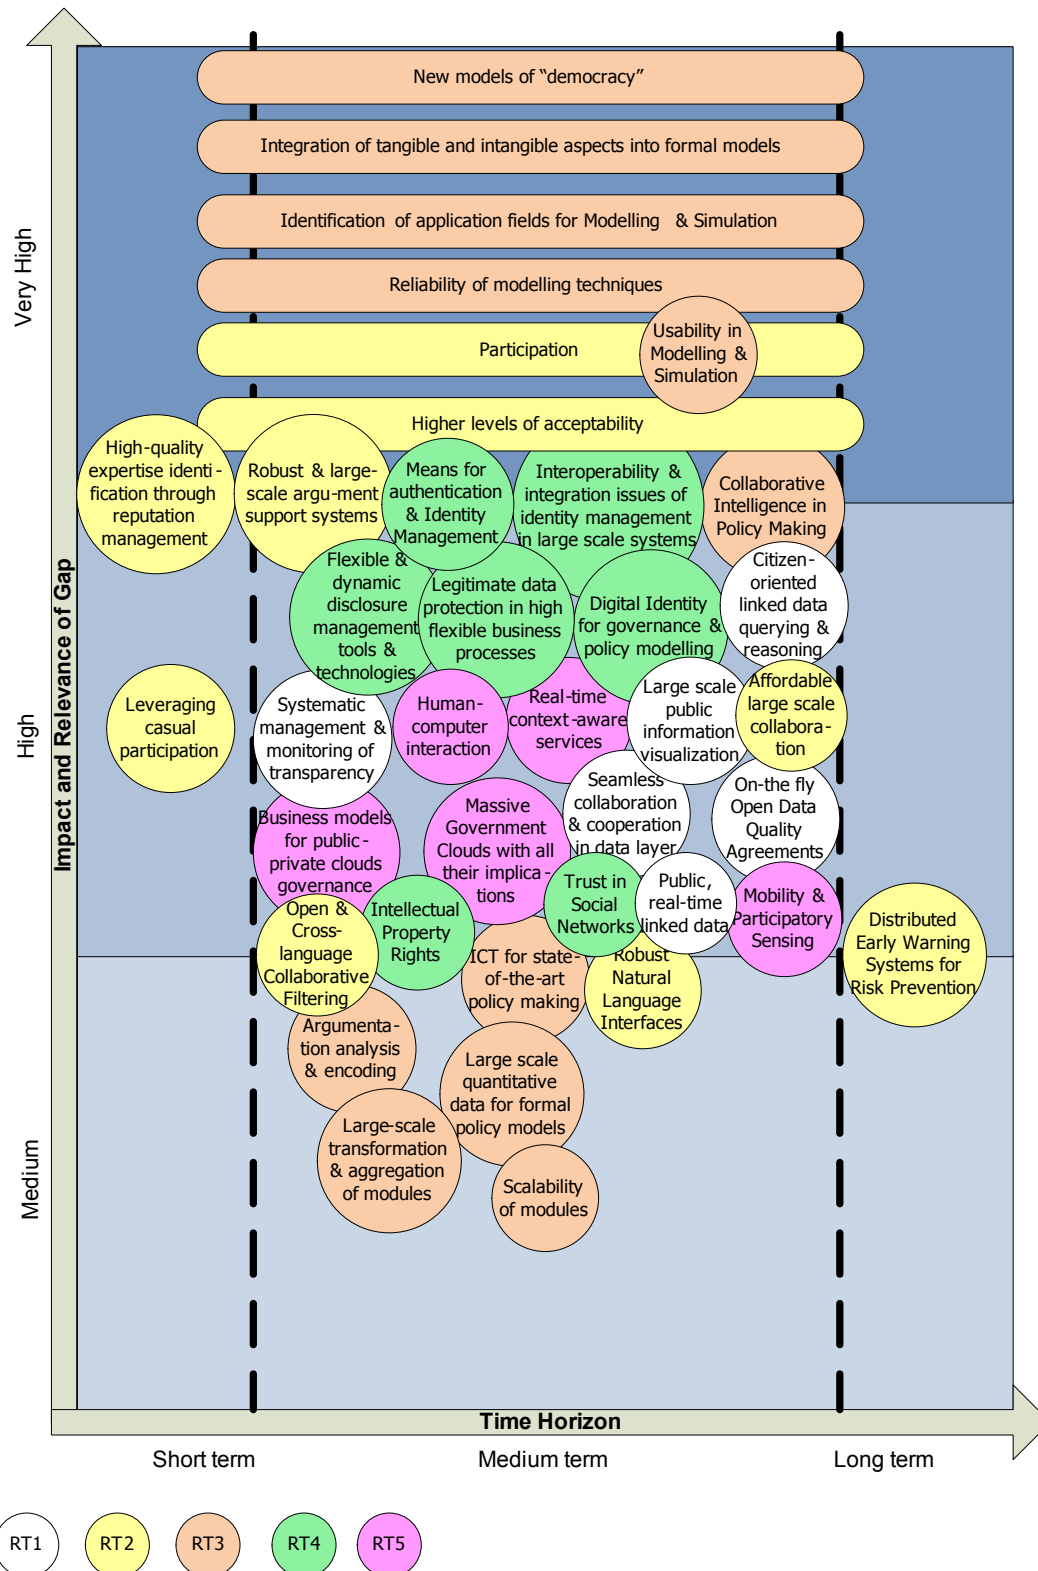 New models of “democracy”
Integration of tangible and intangible aspects into formal models
Identification of application fields for Modelling & Simulation
Reliability of modelling techniques
Participation
Usability in
Modelling &
Simulation
Higher levels of acceptability
High-quality
expertise identi-
fication through
reputation
management
Robust & large-
scale argu-ment
support systems
Means for
authentication
& Identity
Management
Interoperability &
integration issues of
identity management
in large scale systems
Collaborative
Intelligence in
Policy Making
Flexible &
dynamic
disclosure
management
tools &
technologies
Legitimate data
protection in high
flexible business
processes
Digital Identity
for governance &
policy modelling
Citizen-
oriented
linked data
querying &
reasoning
Leveraging
casual
participation
Systematic
management &
monitoring of
transparency
Human-
computer
interaction
Real-time
context-aware
services
Large scale
public
information
visualization
Affordable
large scale
collabora-
tion
Business models
for public-
private clouds
governance
Massive
Government
Clouds with all
their implica-
tions
Seamless
collaboration
& cooperation
in data layer
On-the fly
Open Data
Quality
Agreements
Open &
Cross-
language
Collaborative
Filtering
Intellectual
Property
Rights
Trust in
Social
Networks
Public,
real-time
linked data
Mobility &
Participatory
Sensing
Distributed
Early Warning
Systems for
Risk Prevention
ICT for state-
of-the-art
policy making
Robust
Natural
Language
Interfaces
Argumenta-
tion analysis
& encoding
Large scale
quantitative
data for formal
policy models
Large-scale
transformation
& aggregation
of modules
Scalability
of modules
Very High
High
Medium
Impact and Relevance of Gap
Time Horizon
Short term
Medium term
Long term
RT1
RT2
RT3
RT4
RT5